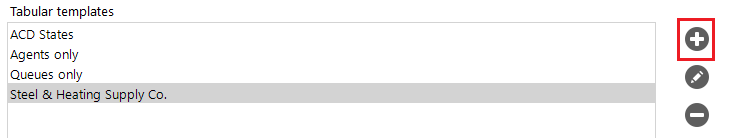 Tabular templates
ACD States
Agents only
Queues only
Steel & Heating Supply Co.